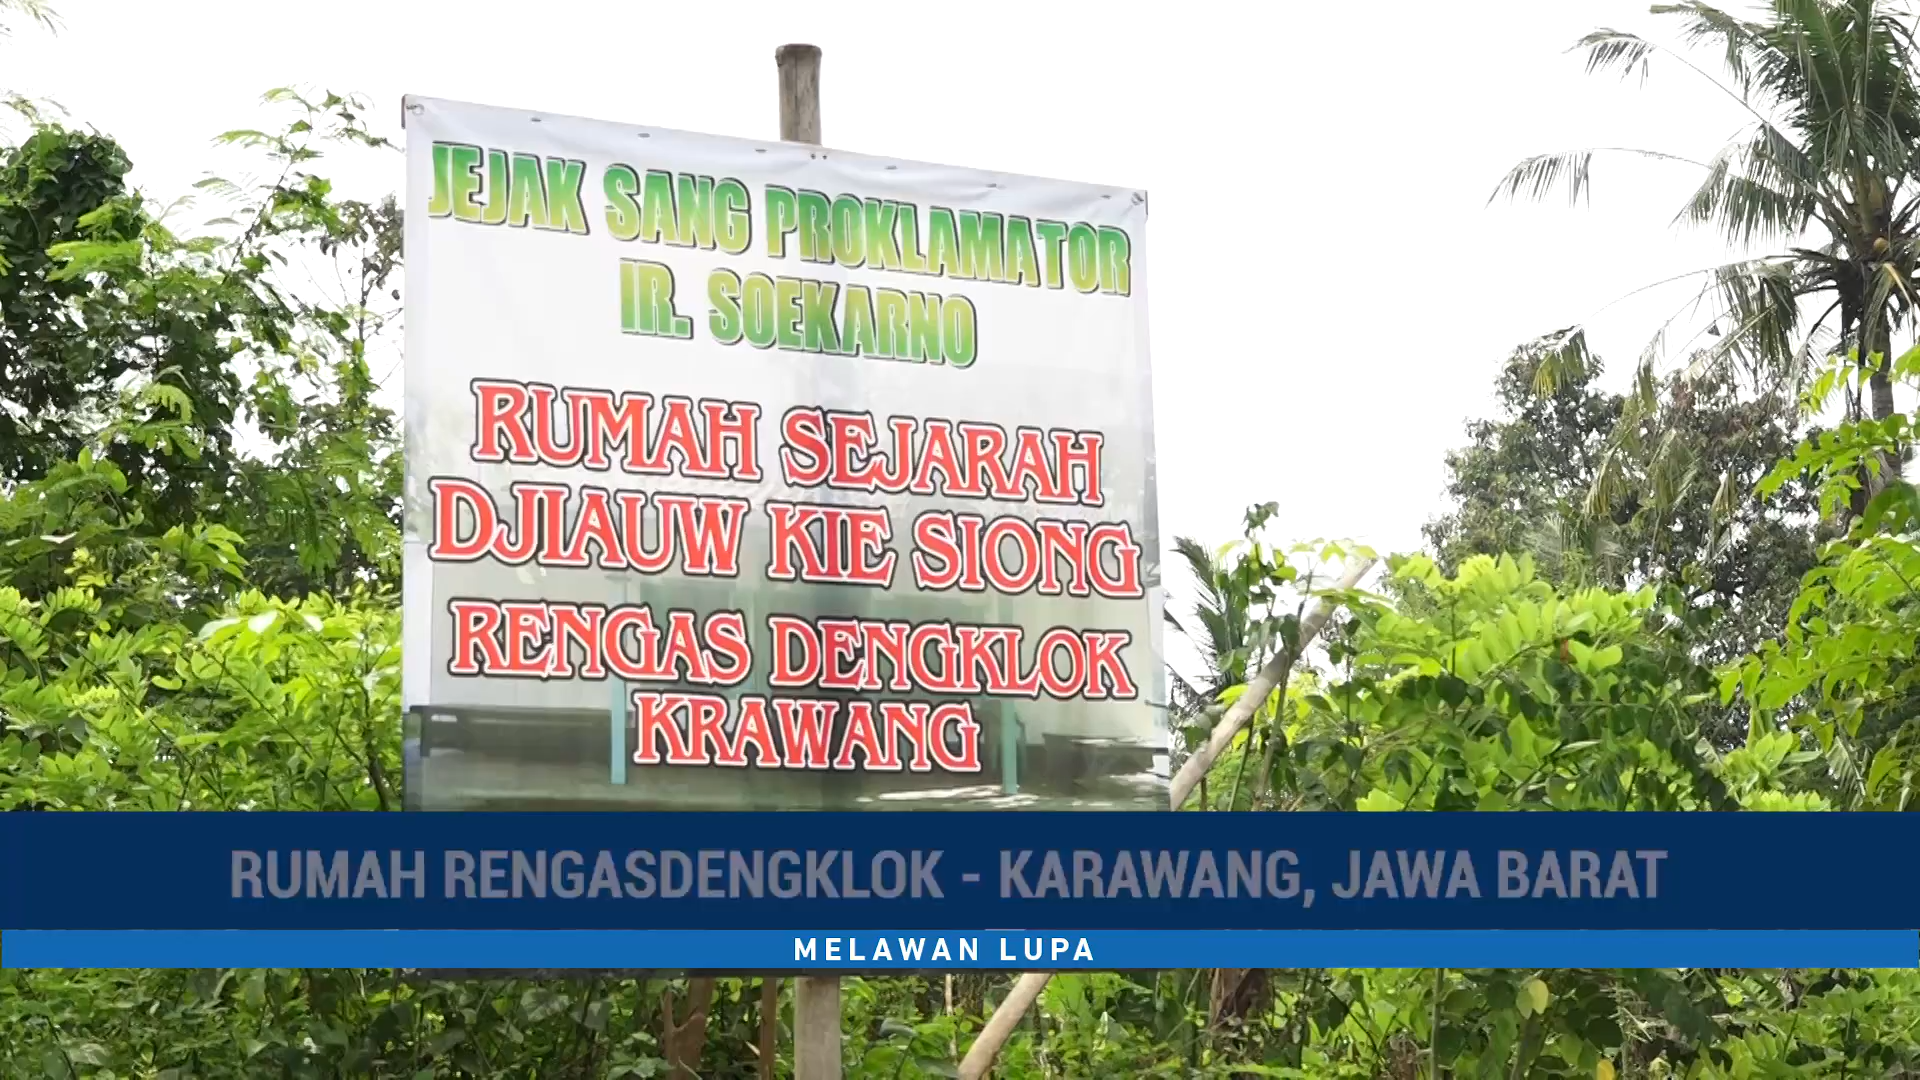 JEJAK SANG PROKLAMATOR
IR. SOEKARNO
RUMAH SEJARAH
DJIAUW KIE SIONG
RENGAS DENGKLOK
KRAWANG
RUMAH RENGASDENGKLOK - KARAWANG, JAWA BARAT
MELAWAN LUPA